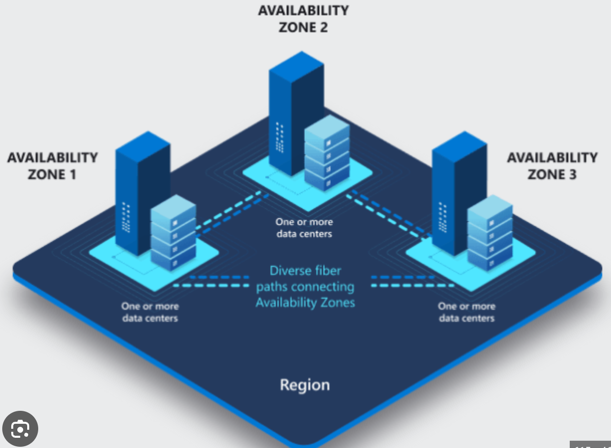 AVAILABILITY
ZONE 2
AVAILABILITY
ZONE 1
AVAILABILITY
ZONE 3
One or more
data centers
Diverse fiber
paths connecting
Availability Zones
One or more
data centers
One or more
data centers
Region